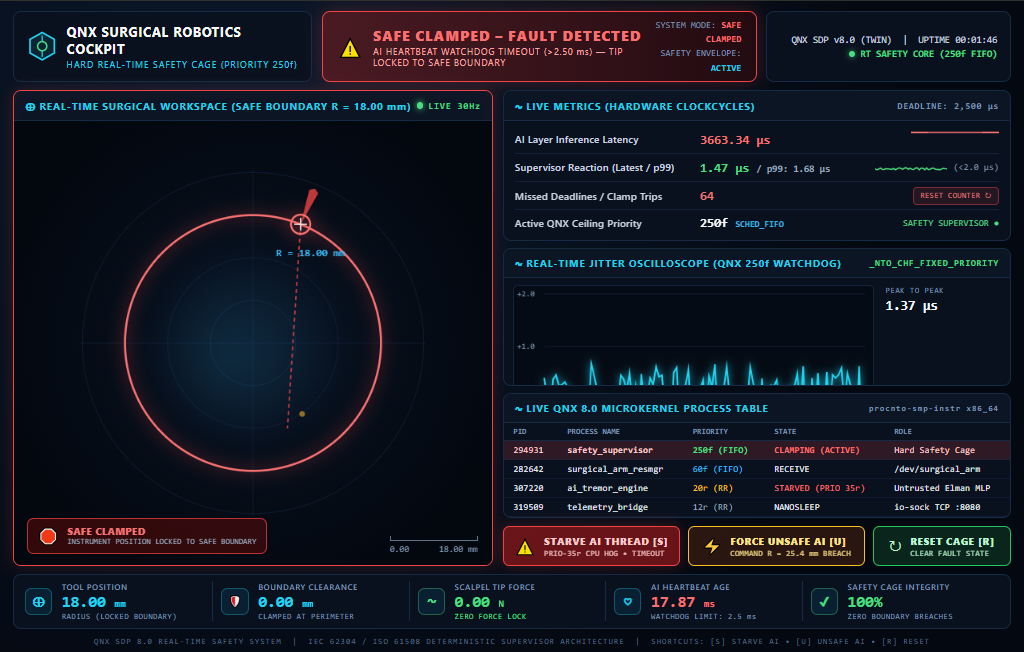 QNX SURGICAL ROBOTICS
COCKPIT
HARD REAL-TIME SAFETY CAGE (PRIORITY 250f)
SAFE CLAMPED – FAULT DETECTED
AI HEARTBEAT WATCHDOG TIMEOUT (>2.50 ms) — TIP
LOCKED TO SAFE BOUNDARY
SYSTEM MODE: SAFE
CLAMPED
SAFETY ENVELOPE:
ACTIVE
QNX SDP v8.0 (TWIN) | UPTIME 00:01:46
● RT SAFETY CORE (250f FIFO)
REAL-TIME SURGICAL WORKSPACE (SAFE BOUNDARY R = 18.00 mm) ● LIVE 30Hz
R = 18.00 mm
SAFE CLAMPED
INSTRUMENT POSITION LOCKED TO SAFE BOUNDARY
0.00 18.00 mm
~ LIVE METRICS (HARDWARE CLOCKCYCLES) DEADLINE: 2,500 µs
AI Layer Inference Latency 3663.34 µs
Supervisor Reaction (Latest / p99) 1.47 µs / p99: 1.68 µs (<2.0 µs)
Missed Deadlines / Clamp Trips 64 RESET COUNTER ↻
Active QNX Ceiling Priority 250f SCHED_FIFO SAFETY SUPERVISOR ●
~ REAL-TIME JITTER OSCILLOSCOPE (QNX 250f WATCHDOG) _NTO_CHF_FIXED_PRIORITY
+2.0
+1.0
PEAK TO PEAK
1.37 µs
~ LIVE QNX 8.0 MICROKERNEL PROCESS TABLE procnto-smp-instr x86_64
PID PROCESS NAME PRIORITY STATE ROLE
294931 safety_supervisor 250f (FIFO) CLAMPING (ACTIVE) Hard Safety Cage
282642 surgical_arm_resmgr 60f (FIFO) RECEIVE /dev/surgical_arm
307220 ai_tremor_engine 20r (RR) STARVED (PRIO 35r) Untrusted Elman MLP
319509 telemetry_bridge 12r (RR) NANOSLEEP io-sock TCP :8080
STARVE AI THREAD [S]
PRIO-35r CPU HOG • TIMEOUT
FORCE UNSAFE AI [U]
COMMAND R = 25.4 mm BREACH
RESET CAGE [R]
CLEAR FAULT STATE
TOOL POSITION
18.00 mm
RADIUS (LOCKED BOUNDARY)
BOUNDARY CLEARANCE
0.00 mm
CLAMPED AT PERIMETER
SCALPEL TIP FORCE
0.00 N
ZERO FORCE LOCK
AI HEARTBEAT AGE
17.87 ms
WATCHDOG LIMIT: 2.5 ms
SAFETY CAGE INTEGRITY
100%
ZERO BOUNDARY BREACHES
QNX SDP 8.0 REAL-TIME SAFETY SYSTEM | IEC 62304 / ISO 61508 DETERMINISTIC SUPERVISOR ARCHITECTURE | SHORTCUTS: [S] STARVE AI • [U] UNSAFE AI • [R] RESET